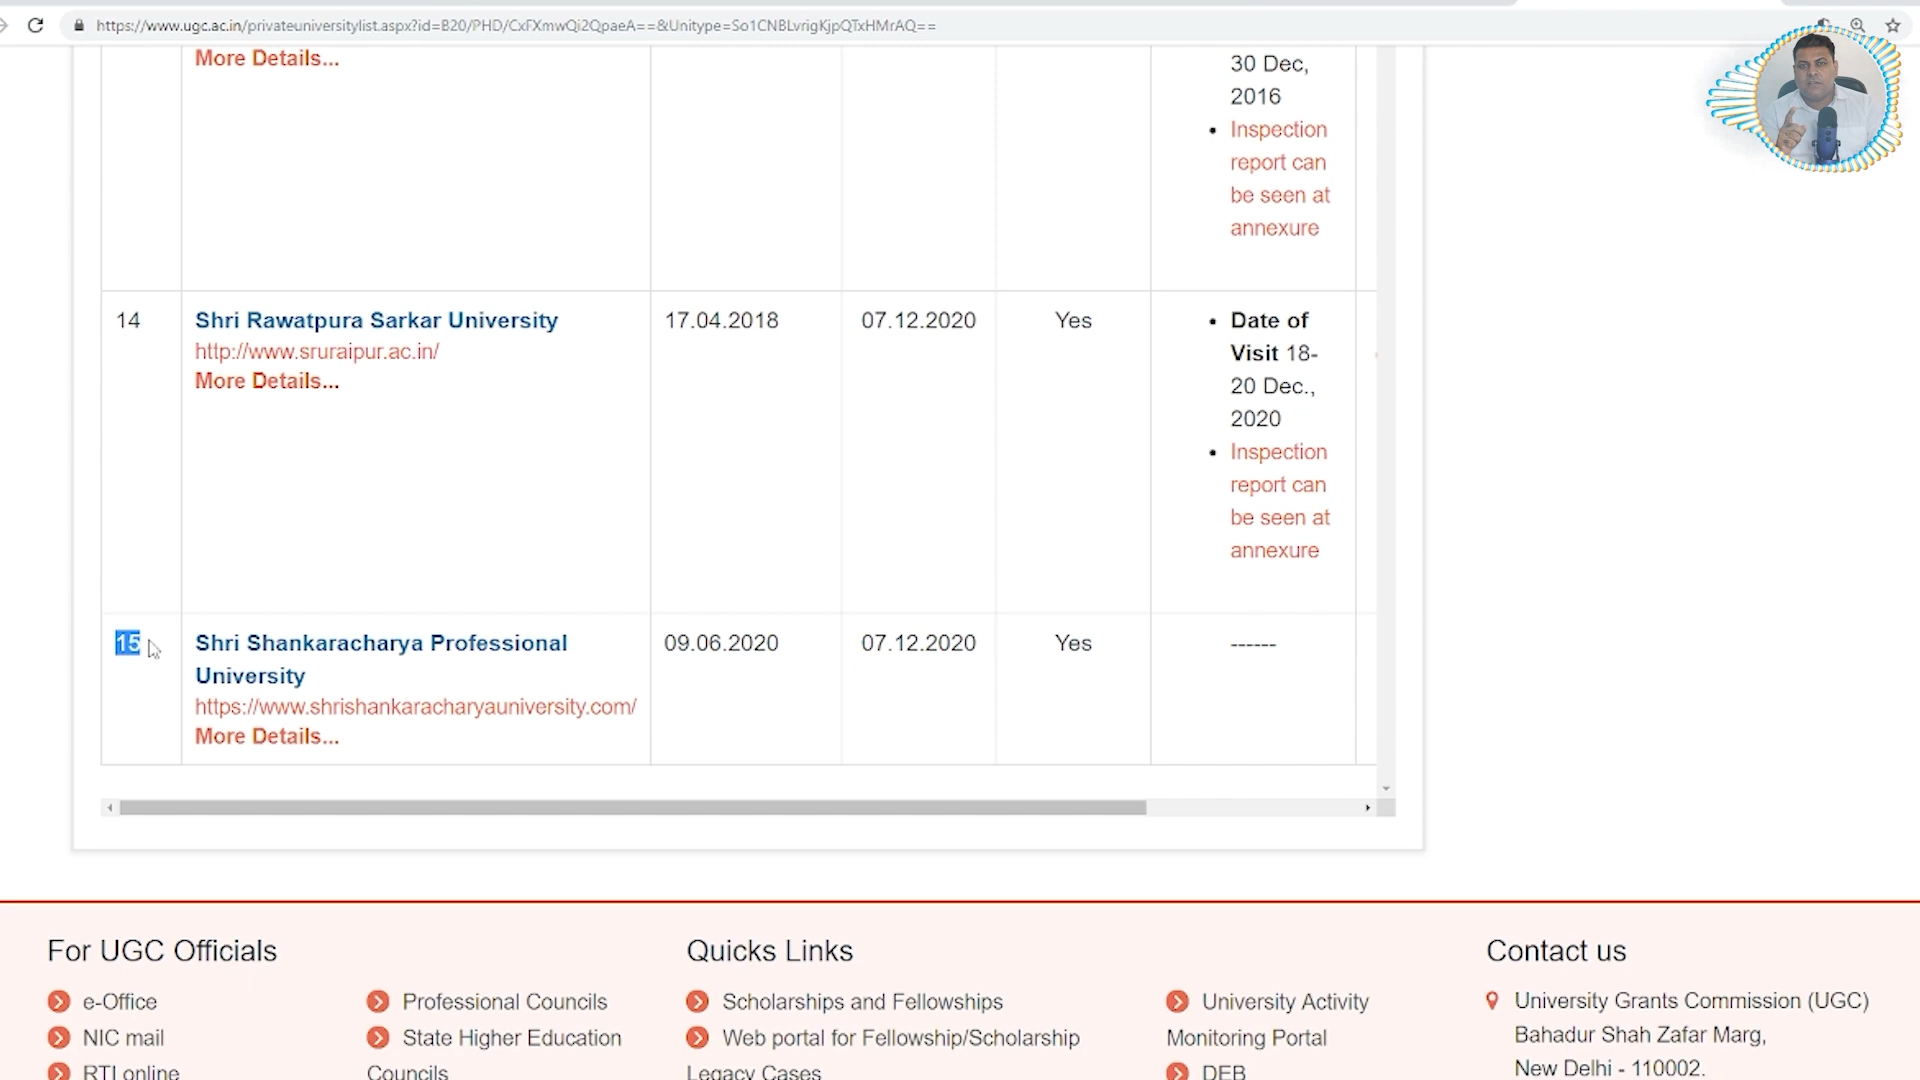 https://www.ugc.ac.in/privateuniversitylist.aspx?id=B20/PHD/CxFXmwQi2QpaeA==&Unitype=So1CNBLvrigKjpQTxHMrAQ==
More Details...
30 Dec,
2016
• Inspection
report can
be seen at
annexure
14
Shri Rawatpura Sarkar University
http://www.sruraipur.ac.in/
More Details...
17.04.2018
07.12.2020
Yes
• Date of
Visit 18-
20 Dec.,
2020
• Inspection
report can
be seen at
annexure
15
Shri Shankaracharya Professional
University
https://www.shrishankaracharyauniversity.com/
More Details...
09.06.2020
07.12.2020
Yes
------
For UGC Officials
e-Office
NIC mail
RTI online
Professional Councils
State Higher Education
Councils
Quicks Links
Scholarships and Fellowships
Web portal for Fellowship/Scholarship
Legacy Cases
University Activity
Monitoring Portal
DEB
Contact us
University Grants Commission (UGC)
Bahadur Shah Zafar Marg,
New Delhi - 110002.